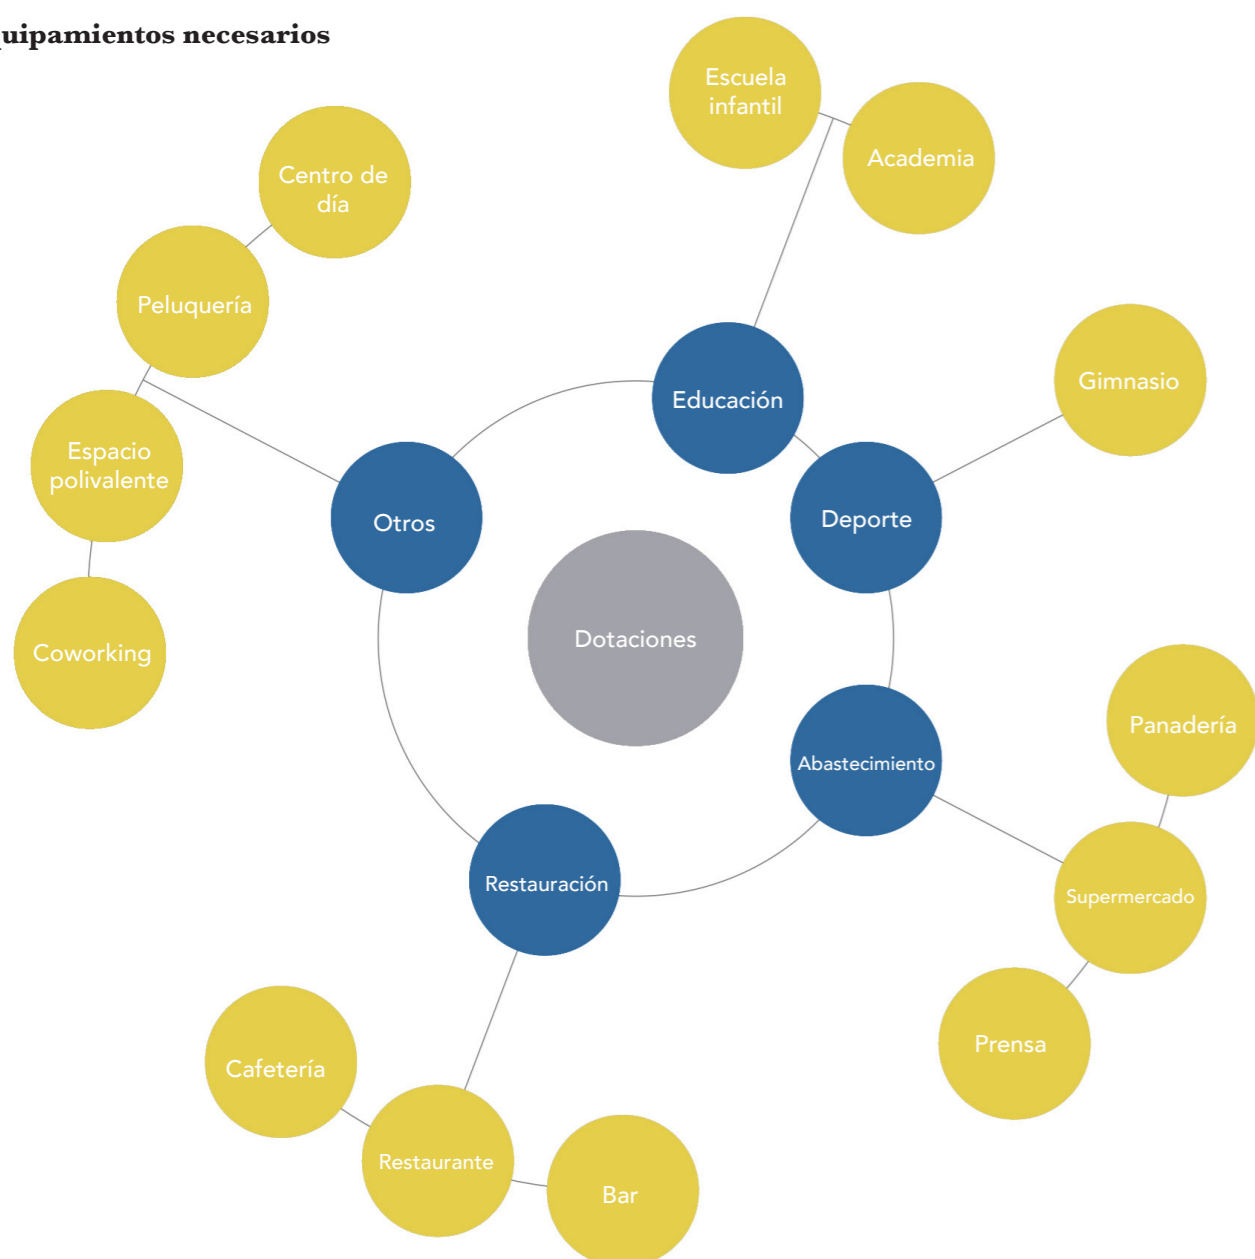 quipamientos necesarios
Escuela
infantil
Academia
Centro de
día
Peluquería
Gimnasio
Educación
Espacio
polivalente
Otros
Deporte
Dotaciones
Coworking
Panadería
Abastecimiento
Supermercado
Restauración
Prensa
Cafetería
Restaurante
Bar